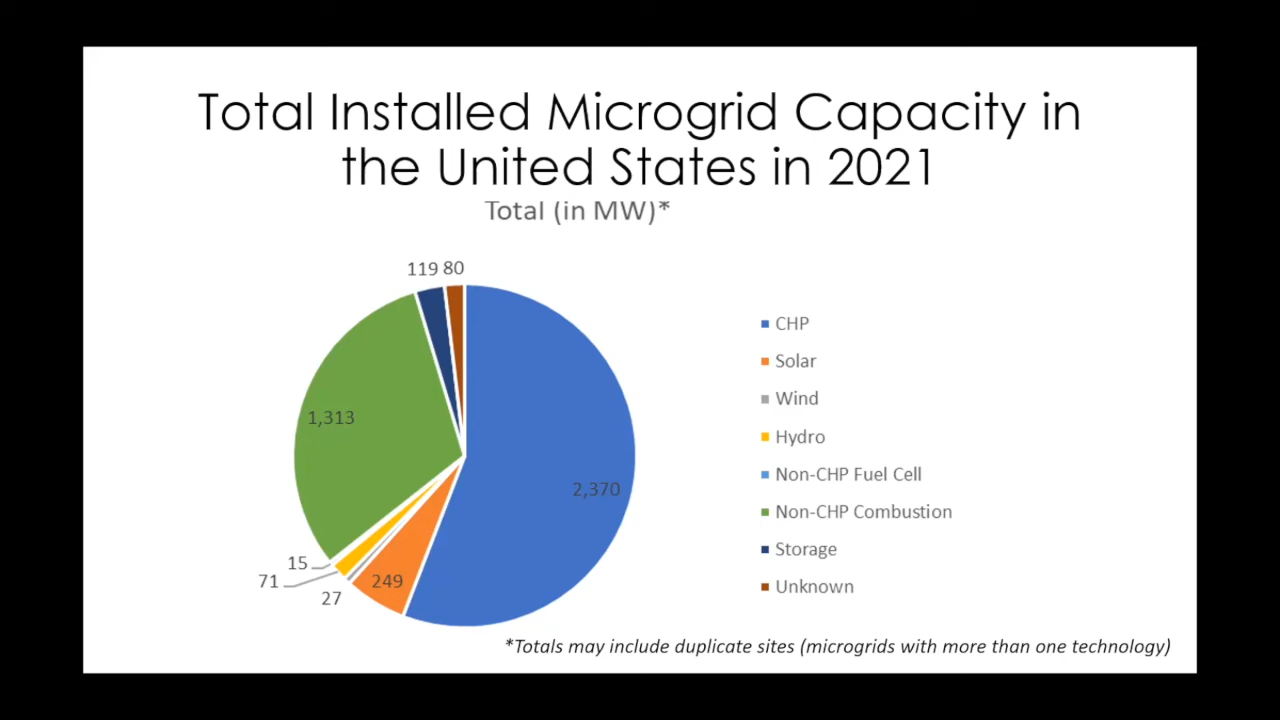 Total Installed Microgrid Capacity in
the United States in 2021
Total (in MW)*
119 80
1,313
2,370
15
71
27
249
CHP
Solar
Wind
Hydro
Non-CHP Fuel Cell
Non-CHP Combustion
Storage
Unknown
*Totals may include duplicate sites (microgrids with more than one technology)